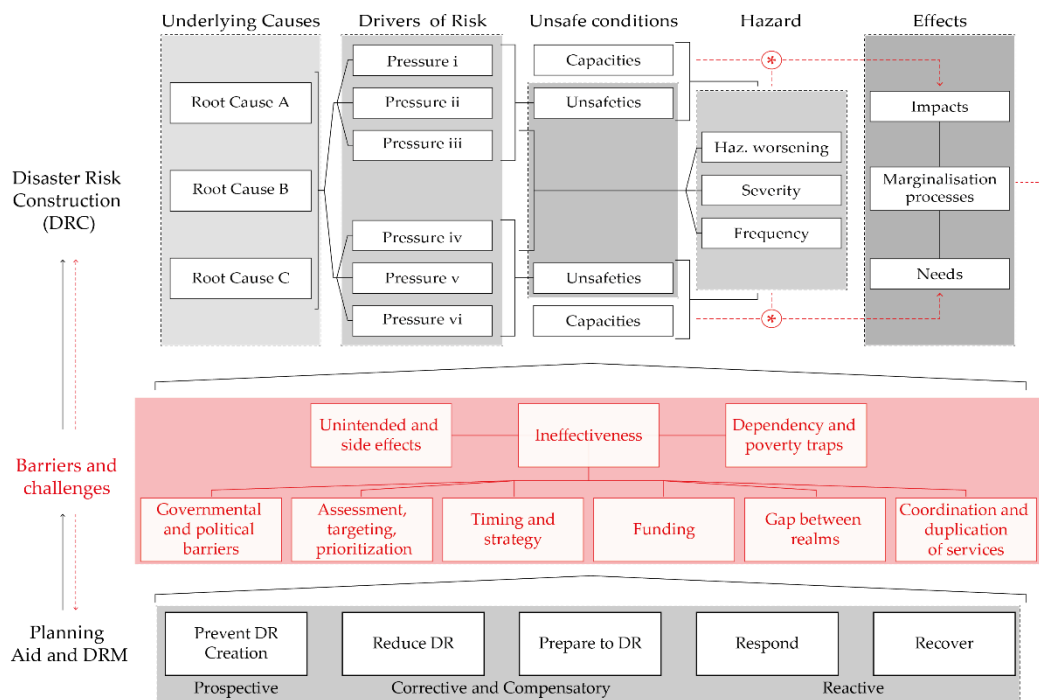 Underlying Causes
Drivers of Risk
Unsafe conditions
Hazard
Effects
Root Cause A
Root Cause B
Root Cause C
Pressure i
Pressure ii
Pressure iii
Pressure iv
Pressure v
Pressure vi
Capacities
Unsafeties
Unsafeties
Capacities
*
*
Haz. worsening
Severity
Frequency
Impacts
Marginalisation
processes
Needs
Disaster Risk
Construction
(DRC)
Barriers and
challenges
Unintended and
side effects
Ineffectiveness
Dependency and
poverty traps
Governmental
and political
barriers
Assessment,
targeting,
prioritization
Timing and
strategy
Funding
Gap between
realms
Coordination and
duplication
of services
Planning
Aid and DRM
Prevent DR
Creation
Reduce DR
Prepare to DR
Respond
Recover
Prospective
Corrective and Compensatory
Reactive